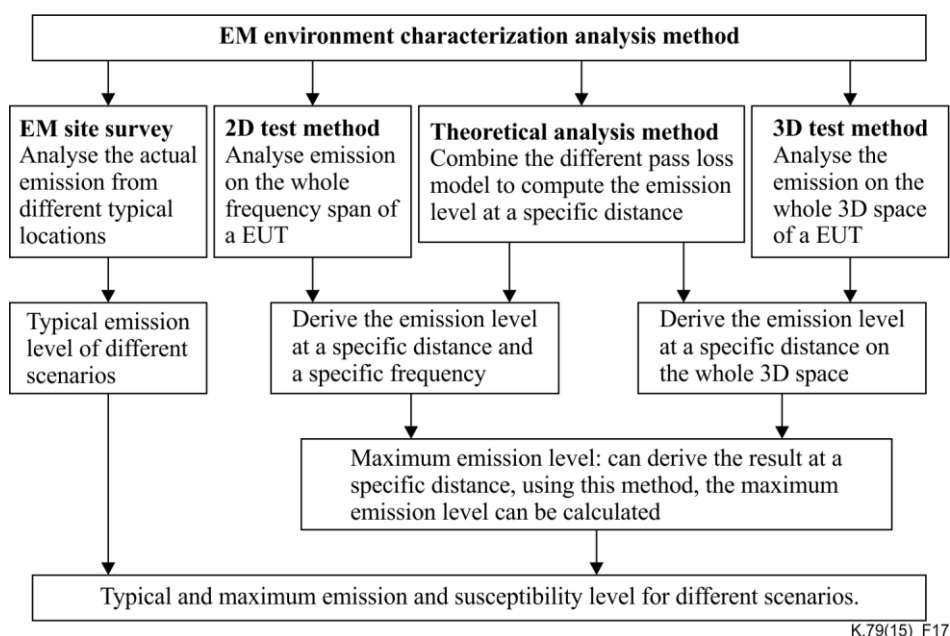 EM environment characterization analysis method
EM site survey
Analyse the actual
emission from
different typical
locations
2D test method
Analyse emission
on the whole
frequency span of
a EUT
Theoretical analysis method
Combine the different pass loss
model to compute the emission
level at a specific distance
3D test method
Analyse the
emission on the
whole 3D space
of a EUT
Typical emission
level of different
scenarios
Derive the emission level
at a specific distance and
a specific frequency
Derive the emission level
at a specific distance on
the whole 3D space
Maximum emission level: can derive the result at a
specific distance, using this method, the maximum
emission level can be calculated
Typical and maximum emission and susceptibility level for different scenarios.
K.79(15)_F17